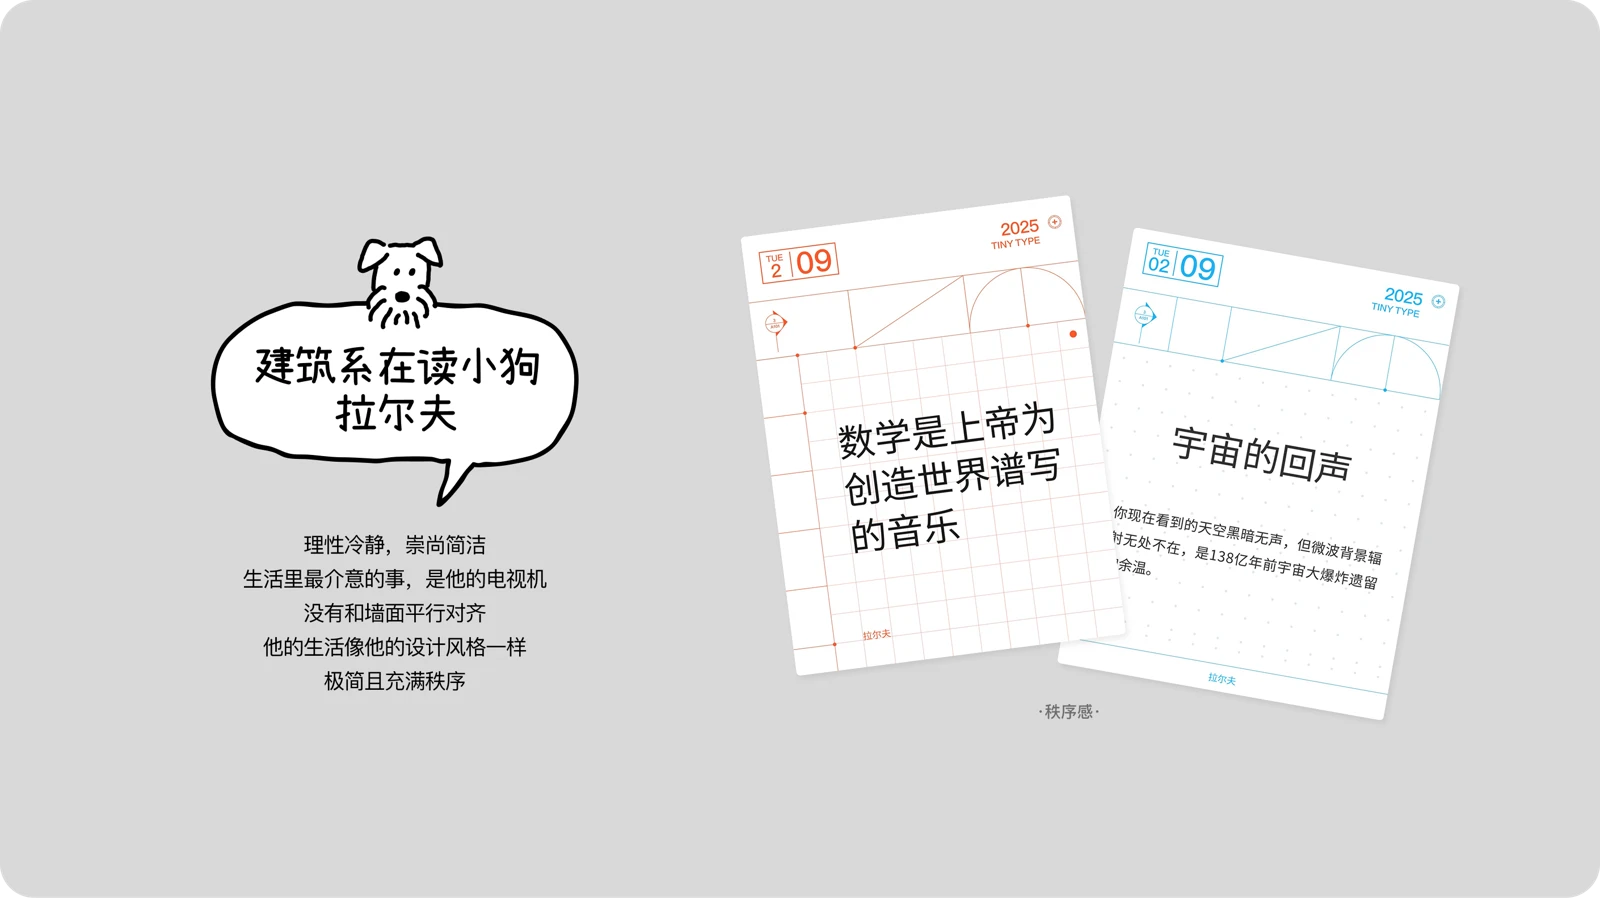 建筑系在读小狗
拉尔夫
理性冷静，崇尚简洁
生活里最介意的事，是他的电视机
没有和墙面平行对齐
他的生活像他的设计风格一样
极简且充满秩序
TUE
2
09
2025
TINY TYPE
数学是上帝为
创造世界谱写
的音乐
拉尔夫
TUE
02
09
2025
TINY TYPE
宇宙的回声
你现在看到的天空黑暗无声，但微波背景辐
射无处不在，是138亿年前宇宙大爆炸遗留
余温。
拉尔夫
·秩序感·